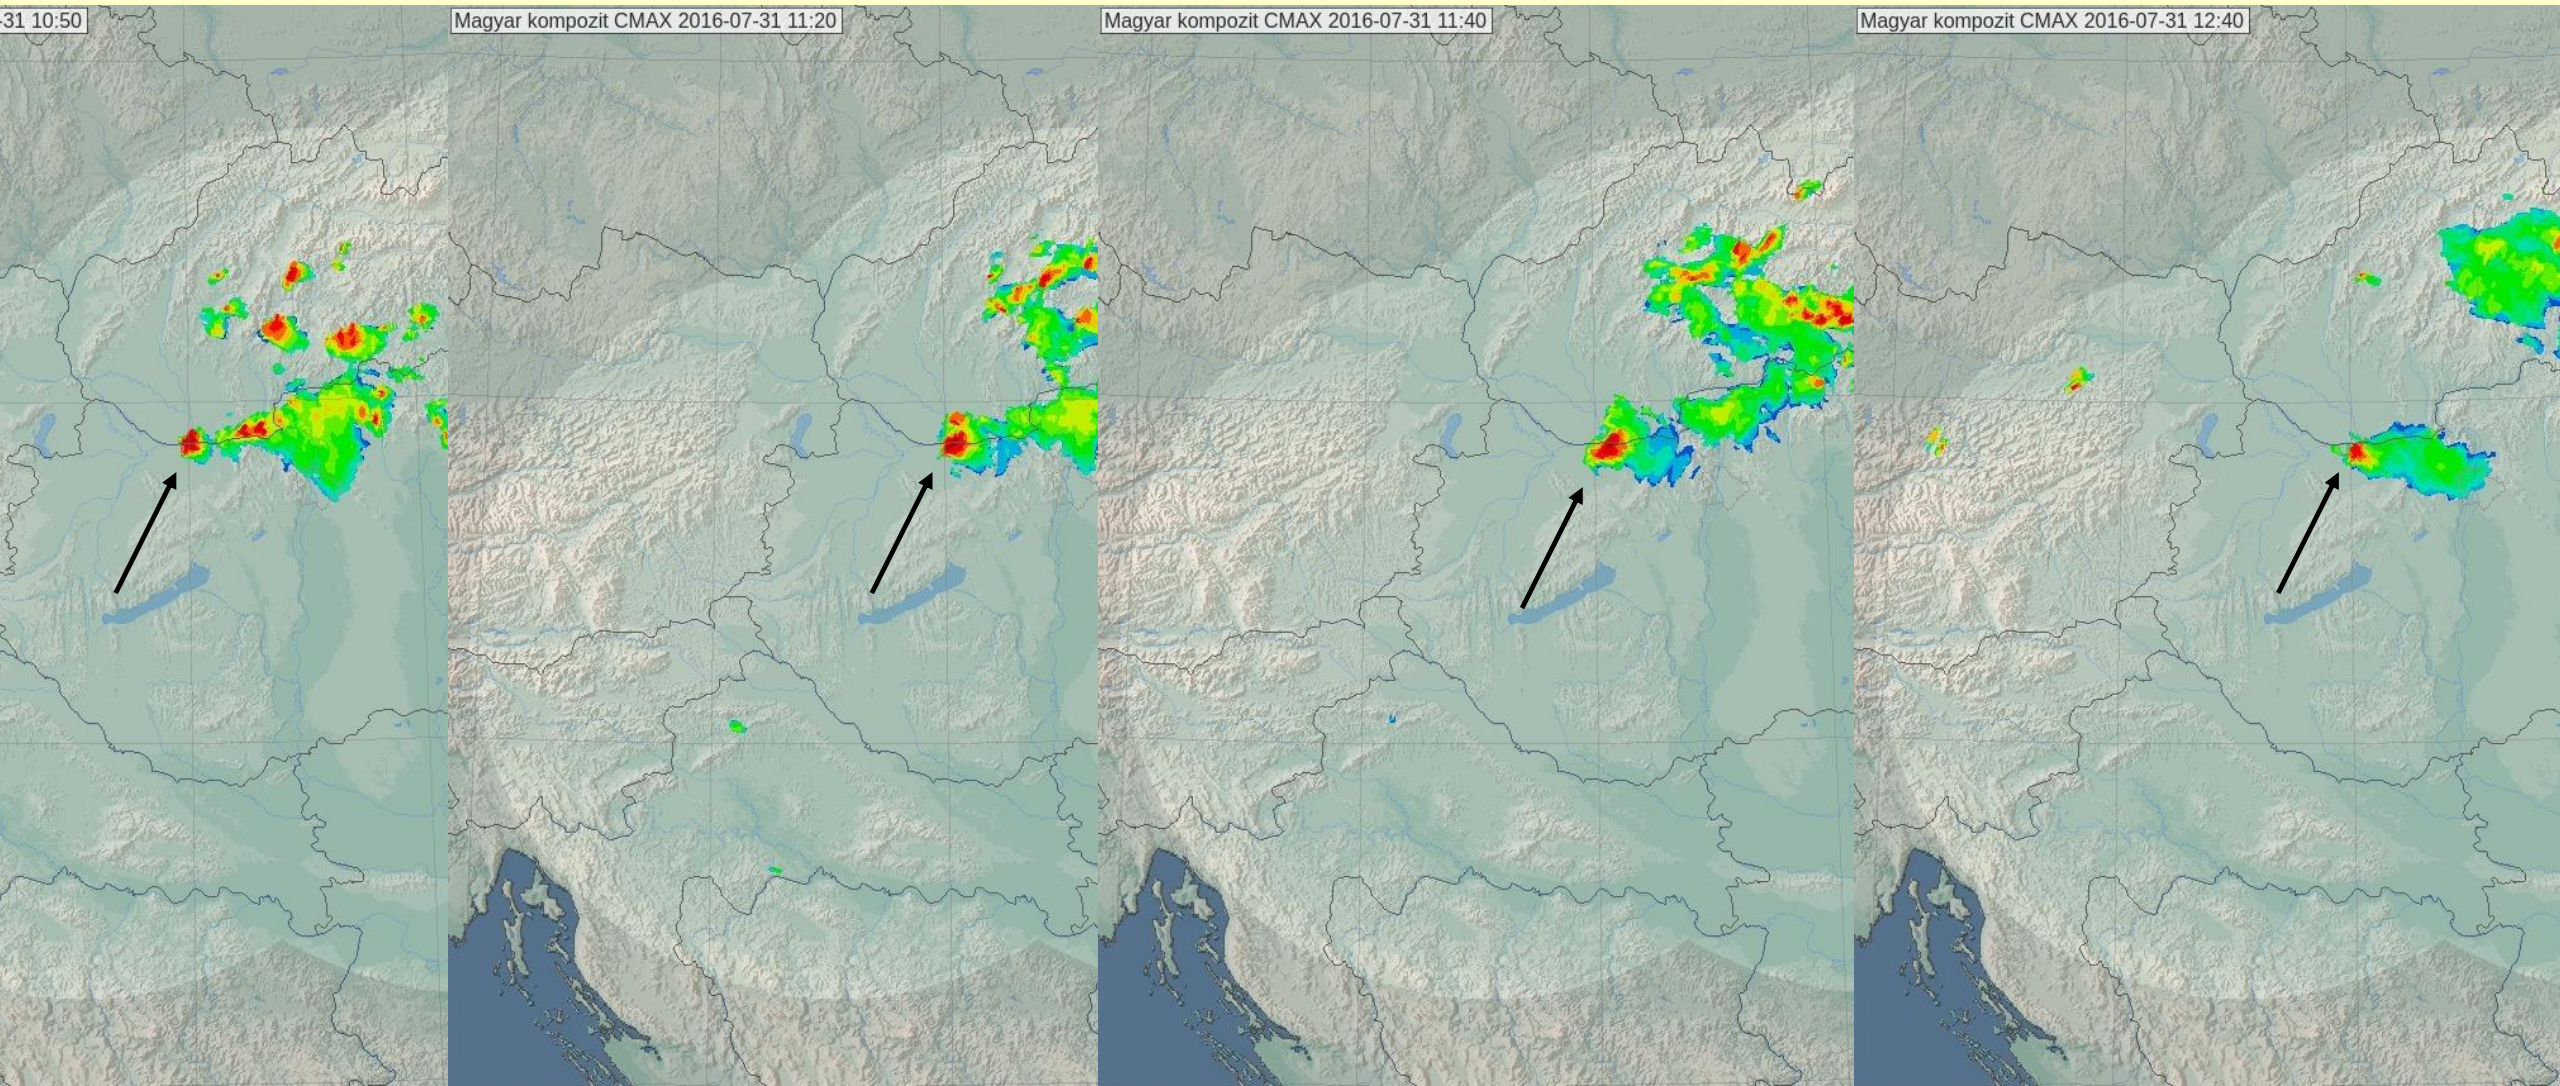 -31 10:50
Magyar kompozit CMAX 2016-07-31 11:20
Magyar kompozit CMAX 2016-07-31 11:40
Magyar kompozit CMAX 2016-07-31 12:40